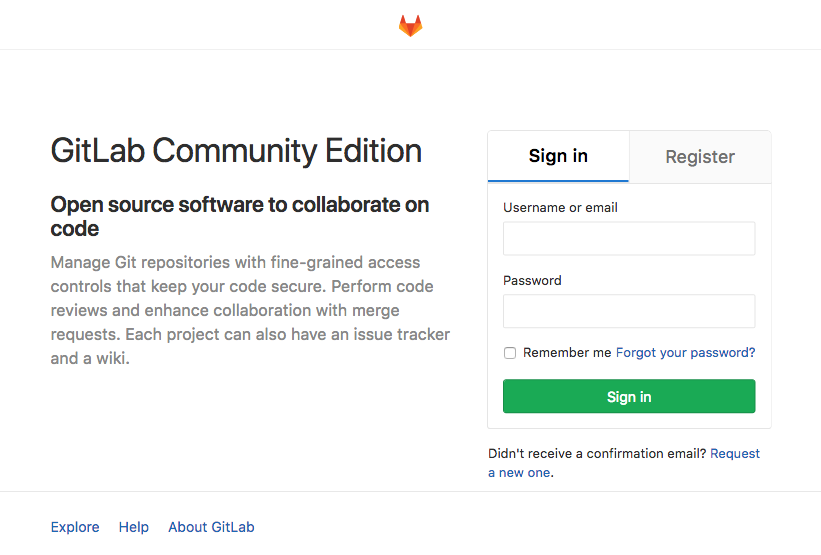 GitLab Community Edition
Open source software to collaborate on
code
Manage Git repositories with fine-grained access
controls that keep your code secure. Perform code
reviews and enhance collaboration with merge
requests. Each project can also have an issue tracker
and a wiki.
Sign in
Register
Username or email
Password
Remember me Forgot your password?
Sign in
Didn't receive a confirmation email? Request
a new one.
Explore Help About GitLab